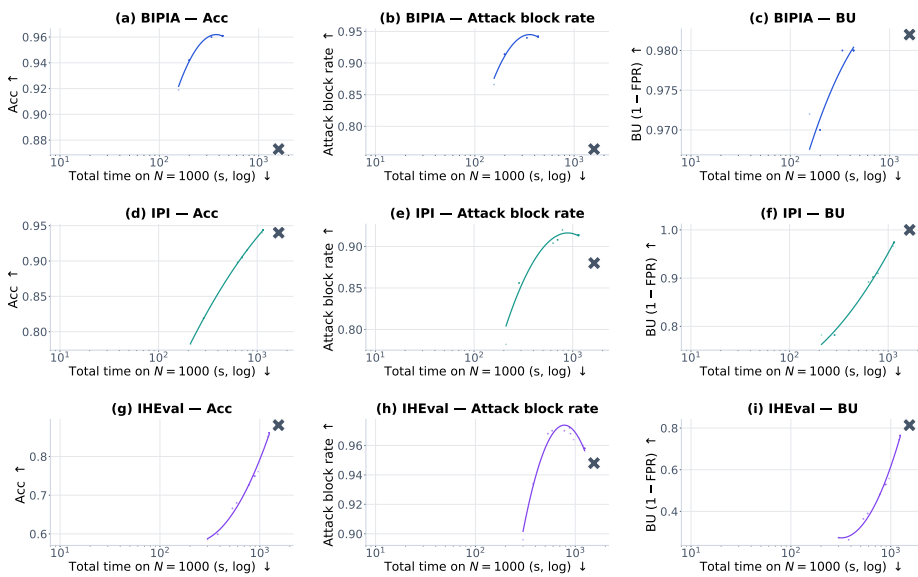 (a) BIPIA — Acc
(b) BIPIA — Attack block rate
(c) BIPIA — BU
Acc ↑
0.96
0.94
0.92
0.90
0.88
10¹
10²
10³
Total time on N = 1000 (s, log) ↓
Attack block rate ↑
0.95
0.90
0.85
0.80
10¹
10²
10³
Total time on N = 1000 (s, log) ↓
BU (1 − FPR) ↑
0.980
0.975
0.970
10¹
10²
10³
Total time on N = 1000 (s, log) ↓
(d) IPI — Acc
(e) IPI — Attack block rate
(f) IPI — BU
Acc ↑
0.95
0.90
0.85
0.80
10¹
10²
10³
Total time on N = 1000 (s, log) ↓
Attack block rate ↑
0.90
0.85
0.80
10¹
10²
10³
Total time on N = 1000 (s, log) ↓
BU (1 − FPR) ↑
1.0
0.9
0.8
10¹
10²
10³
Total time on N = 1000 (s, log) ↓
(g) IHEval — Acc
(h) IHEval — Attack block rate
(i) IHEval — BU
Acc ↑
0.8
0.7
0.6
10¹
10²
10³
Total time on N = 1000 (s, log) ↓
Attack block rate ↑
0.96
0.94
0.92
0.90
10¹
10²
10³
Total time on N = 1000 (s, log) ↓
BU (1 − FPR) ↑
0.8
0.6
0.4
10¹
10²
10³
Total time on N = 1000 (s, log) ↓